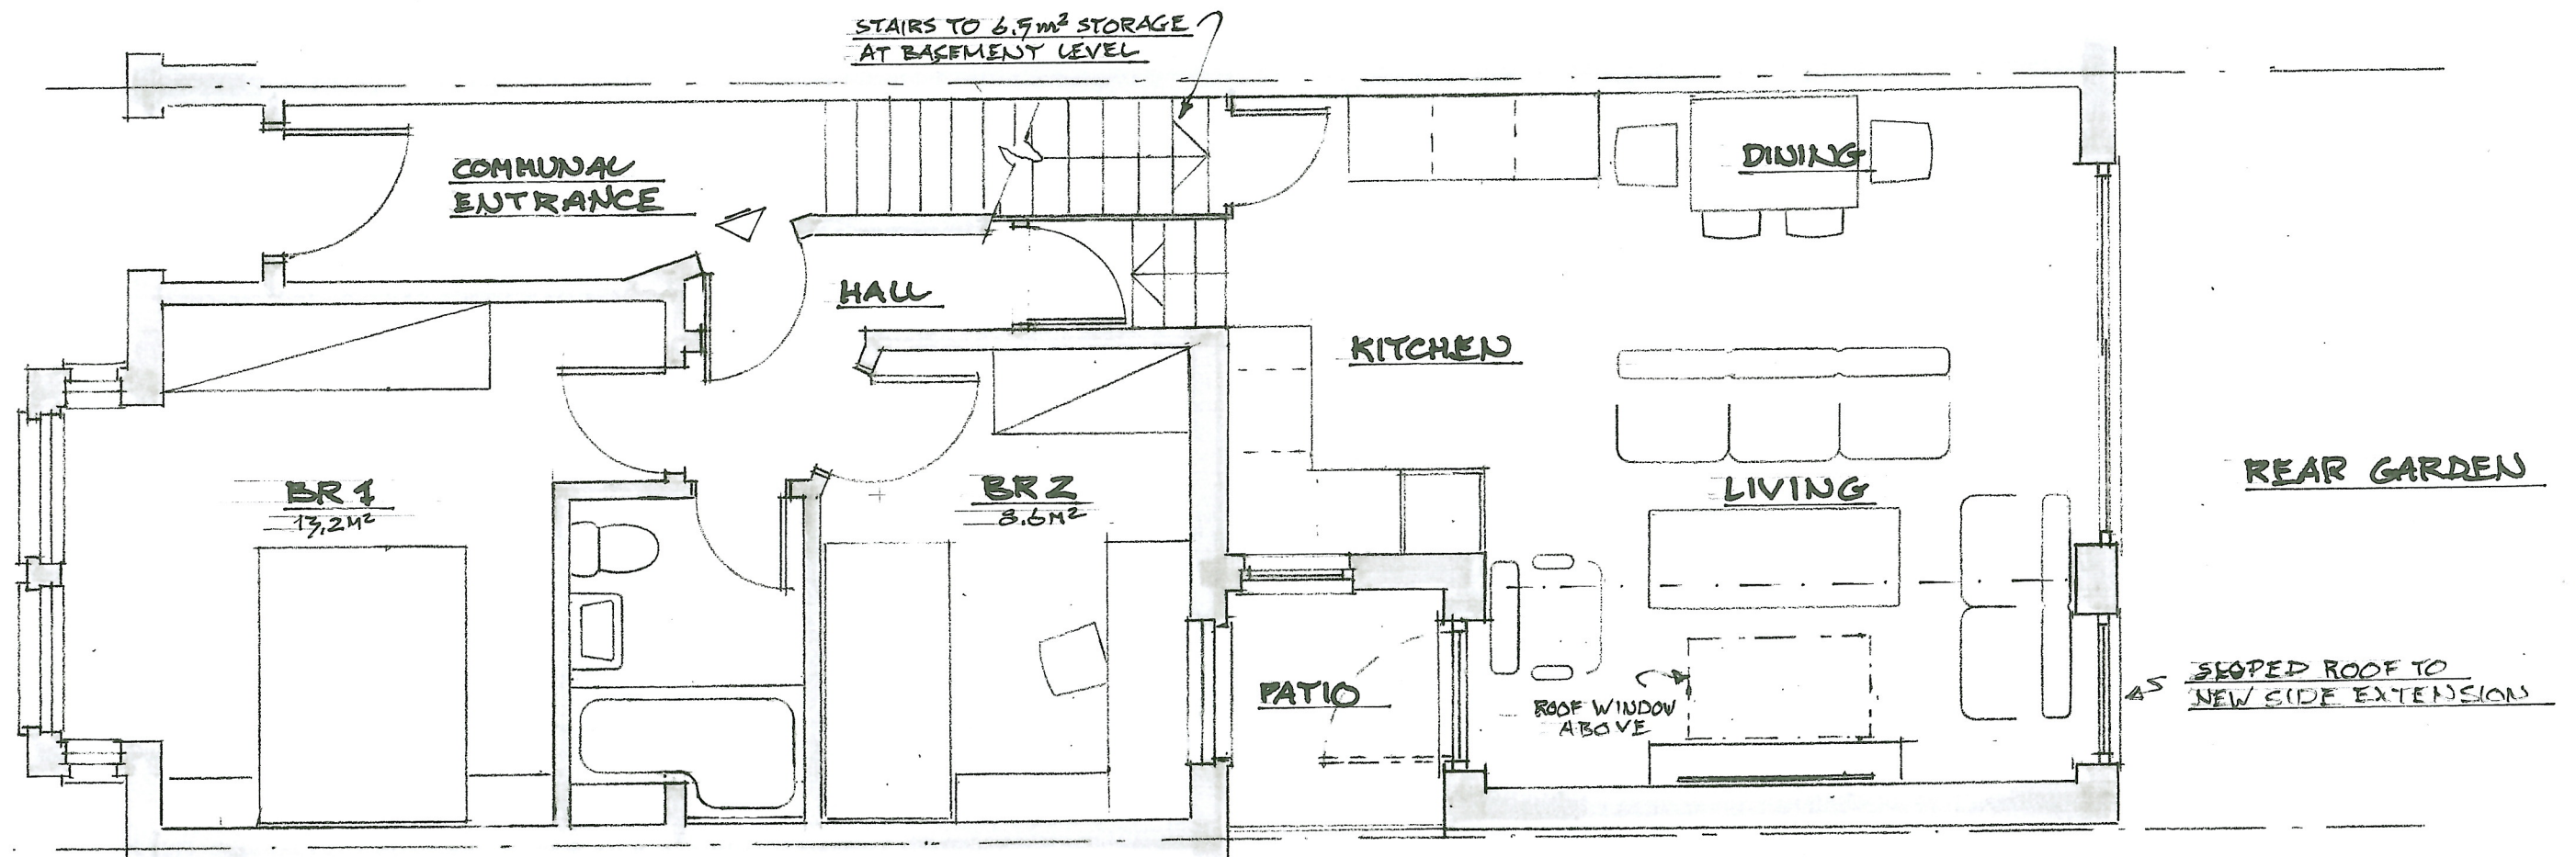 STAIRS TO 6.5m² STORAGE
AT BASEMENT LEVEL
COMMUNAL
ENTRANCE
DINING
HALL
KITCHEN
BR 1
13,2M²
BR 2
8.6M²
LIVING
REAR GARDEN
PATIO
ROOF WINDOW
ABOVE
SLOPED ROOF TO
NEW SIDE EXTENSION